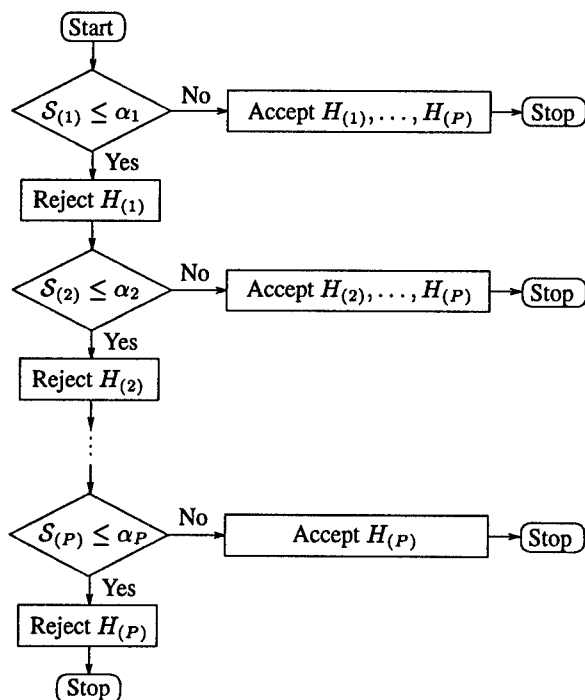 Start
S(1) ≤ α1 No Accept H(1), . . . , H(P) Stop
Yes
Reject H(1)
S(2) ≤ α2 No Accept H(2), . . . , H(P) Stop
Yes
Reject H(2)
⋮
S(P) ≤ αP No Accept H(P) Stop
Yes
Reject H(P)
Stop